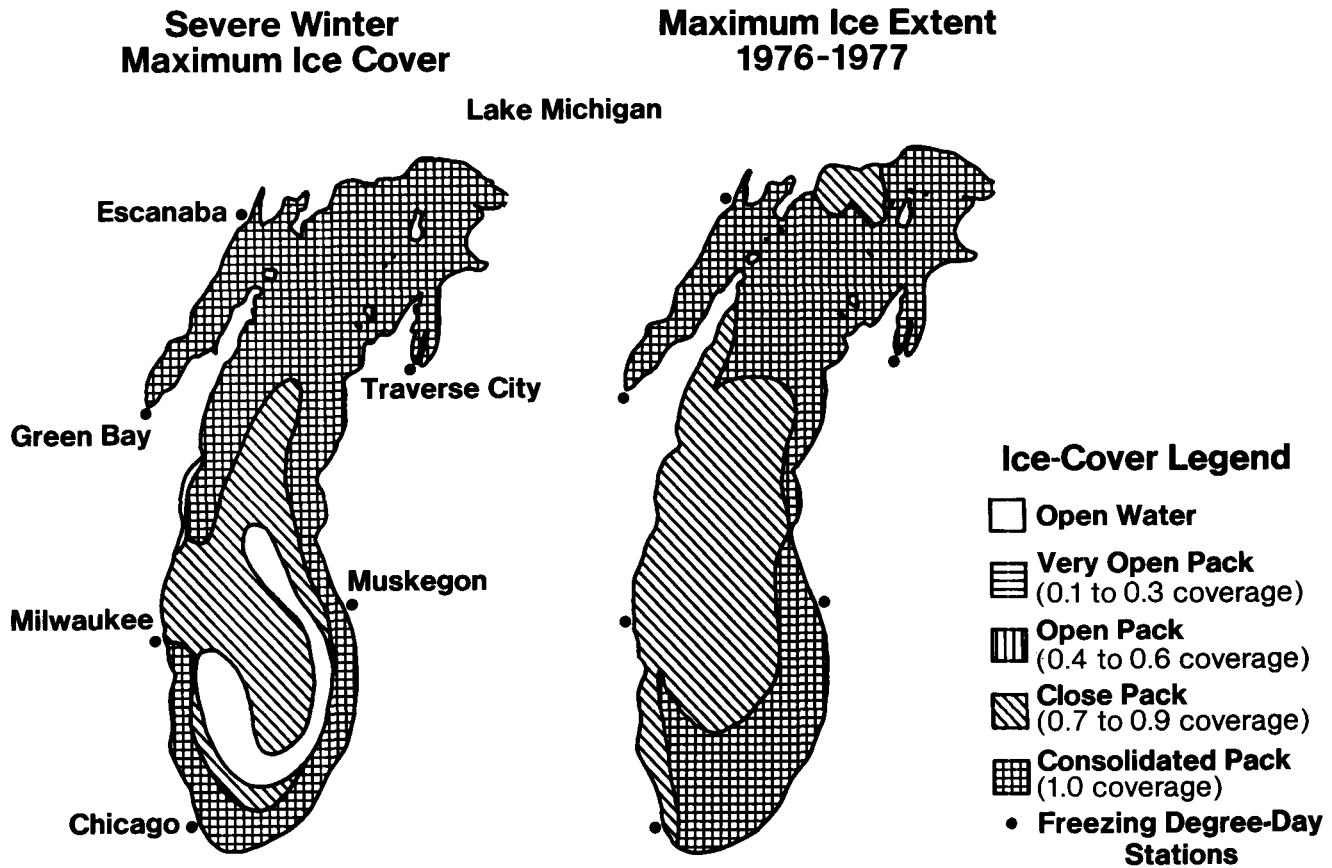 Severe Winter
Maximum Ice Cover
Maximum Ice Extent
1976-1977
Lake Michigan
Escanaba
Traverse City
Green Bay
Muskegon
Milwaukee
Chicago
Ice-Cover Legend
Open Water
Very Open Pack
(0.1 to 0.3 coverage)
Open Pack
(0.4 to 0.6 coverage)
Close Pack
(0.7 to 0.9 coverage)
Consolidated Pack
(1.0 coverage)
Freezing Degree-Day
Stations